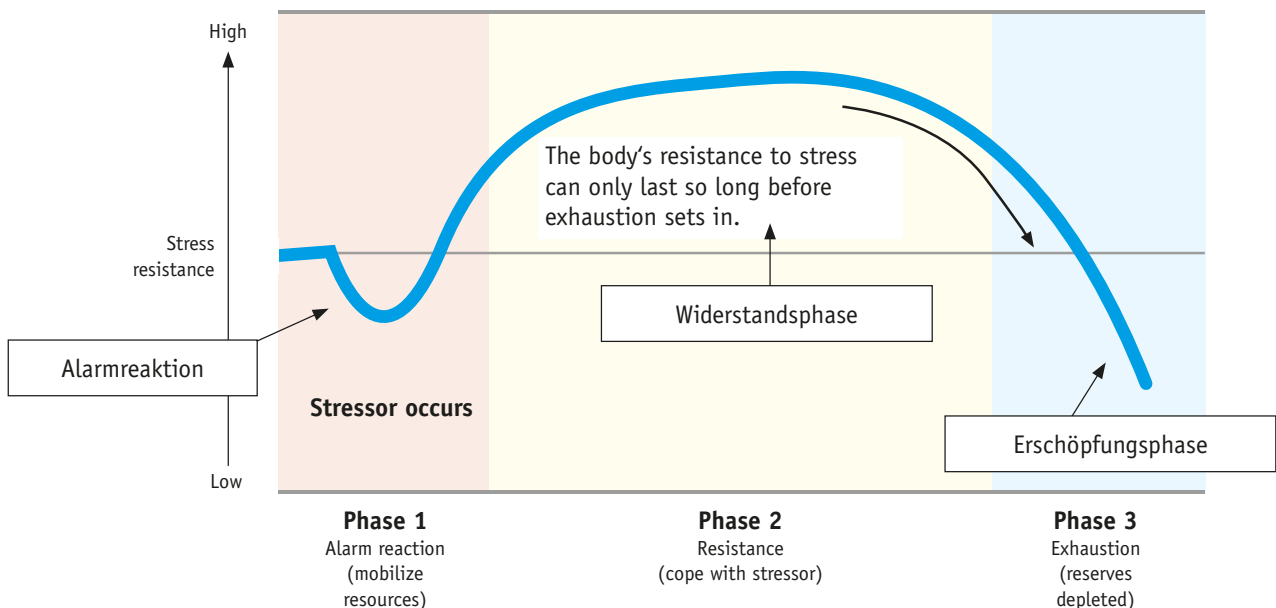 High
The body‘s resistance to stress
can only last so long before
exhaustion sets in.
Stress
resistance
Widerstandsphase
Alarmreaktion
Stressor occurs
Erschöpfungsphase
Low
Phase 1
Alarm reaction
(mobilize
resources)
Phase 2
Resistance
(cope with stressor)
Phase 3
Exhaustion
(reserves
depleted)